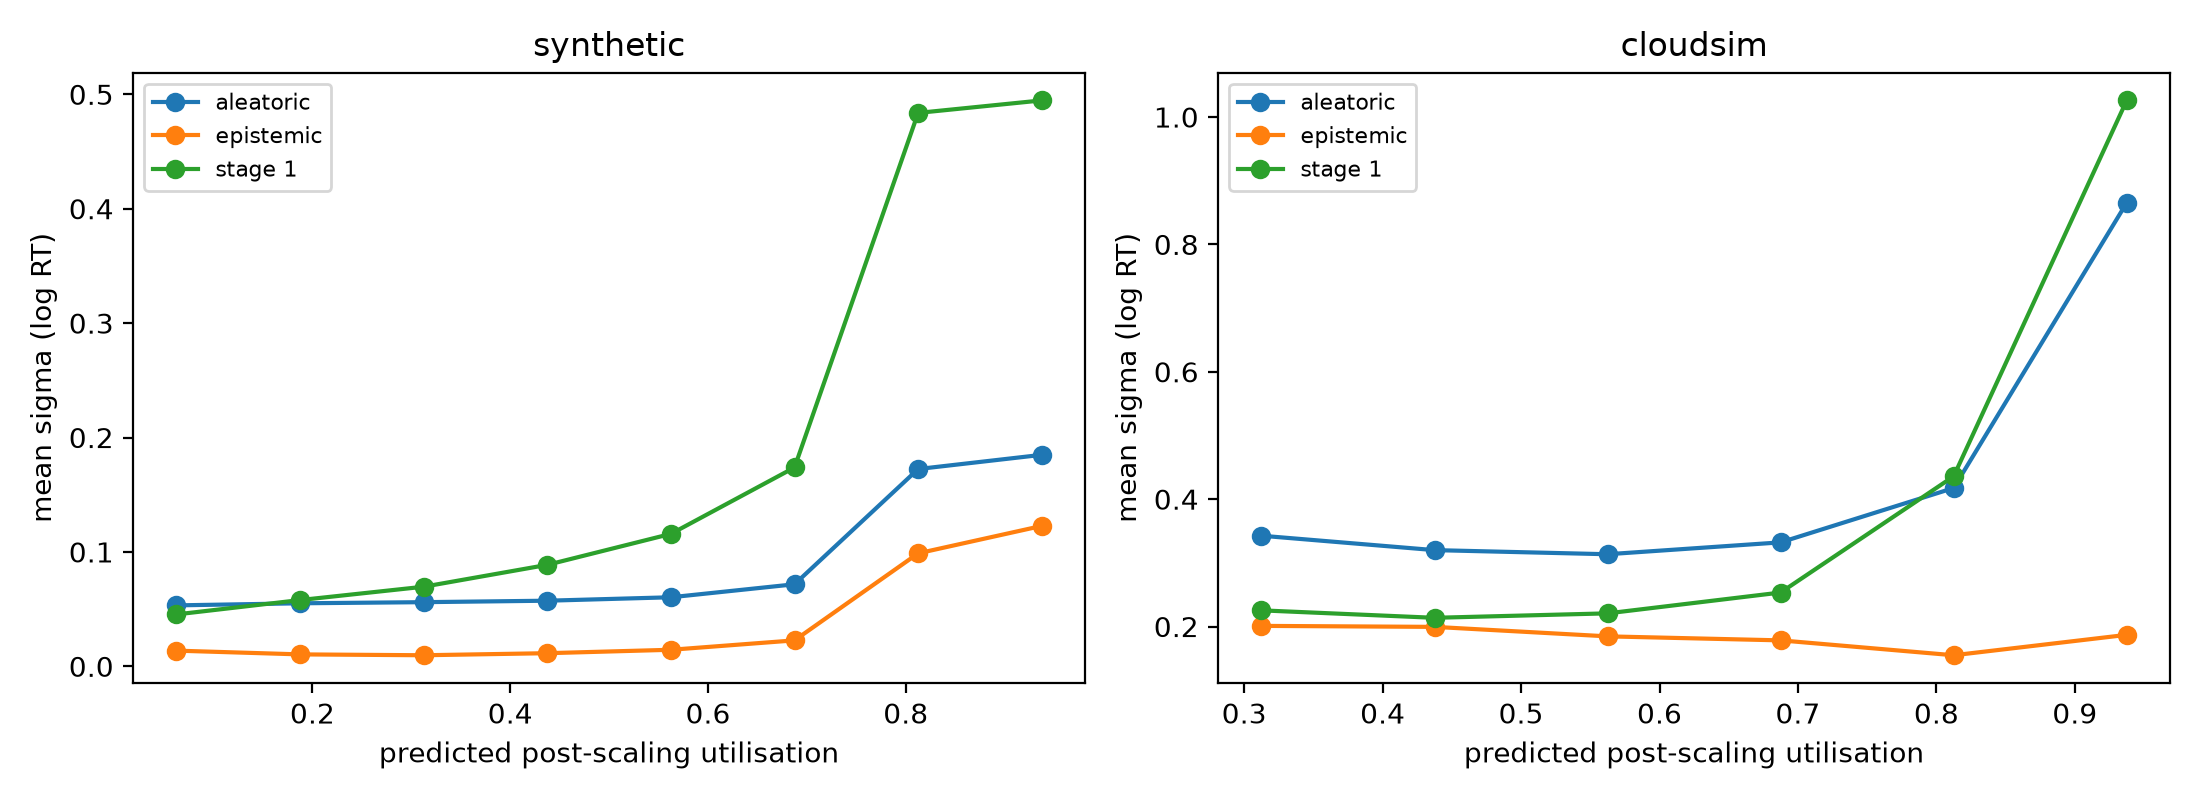 synthetic
aleatoric
epistemic
stage 1
mean sigma (log RT)
0.5
0.4
0.3
0.2
0.1
0.0
0.2
0.4
0.6
0.8
predicted post-scaling utilisation
cloudsim
aleatoric
epistemic
stage 1
mean sigma (log RT)
1.0
0.8
0.6
0.4
0.2
0.3
0.4
0.5
0.6
0.7
0.8
0.9
predicted post-scaling utilisation